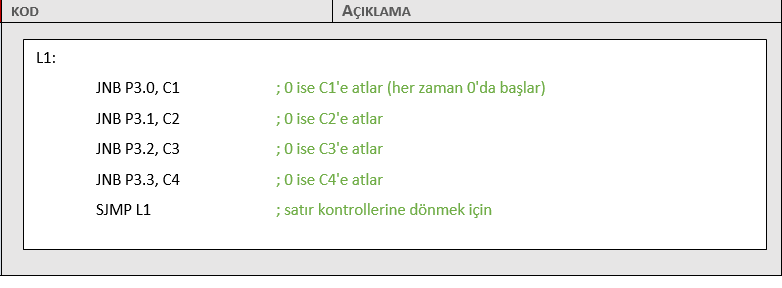 KOD AÇIKLAMA
L1:
JNB P3.0, C1 ; 0 ise C1'e atlar (her zaman 0'da başlar)
JNB P3.1, C2 ; 0 ise C2'e atlar
JNB P3.2, C3 ; 0 ise C3'e atlar
JNB P3.3, C4 ; 0 ise C4'e atlar
SJMP L1 ; satır kontrollerine dönmek için